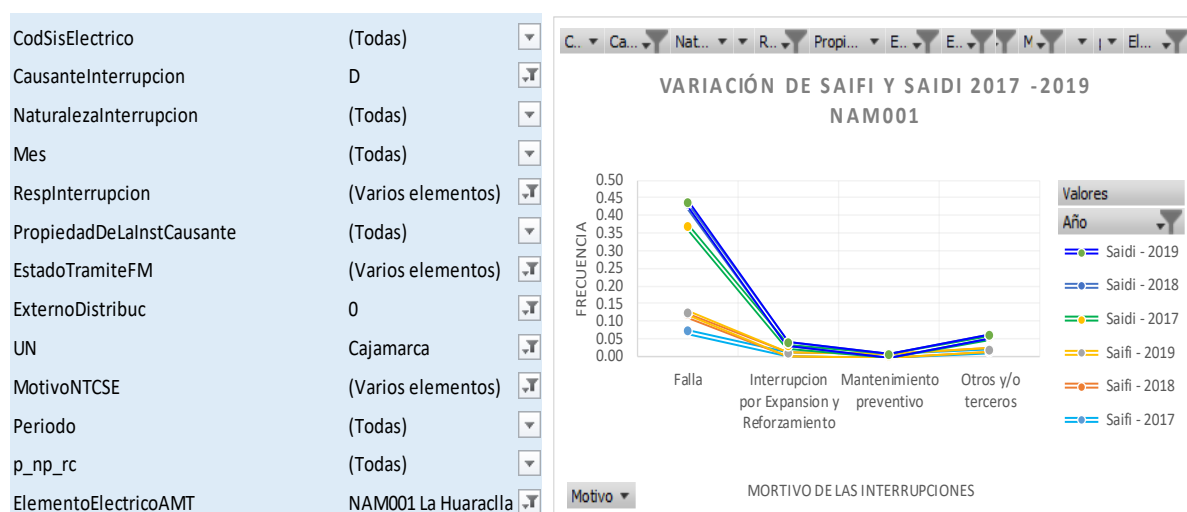 CodSisElectrico (Todas)
CausanteInterrupcion D
NaturalezaInterrupcion (Todas)
Mes (Todas)
RespInterrupcion (Varios elementos)
PropiedadDeLaInstCausante (Todas)
EstadoTramiteFM (Varios elementos)
ExternoDistribuc 0
UN Cajamarca
MotivoNTCSE (Varios elementos)
Periodo (Todas)
p_np_rc (Todas)
ElementoElectricoAMT NAM001 La Huaraclla
C.. Ca... Nat... R... Propi... E... E... M El...
VARIACIÓN DE SAIFI Y SAIDI 2017 -2019
NAM001
FRECUENCIA
0.50
0.45
0.40
0.35
0.30
0.25
0.20
0.15
0.10
0.05
0.00
Falla
Interrupcion
por Expansion y
Reforzamiento
Mantenimiento
preventivo
Otros y/o
terceros
Valores
Año
Saidi - 2019
Saidi - 2018
Saidi - 2017
Saifi - 2019
Saifi - 2018
Saifi - 2017
Motivo
MORTIVO DE LAS INTERRUPCIONES